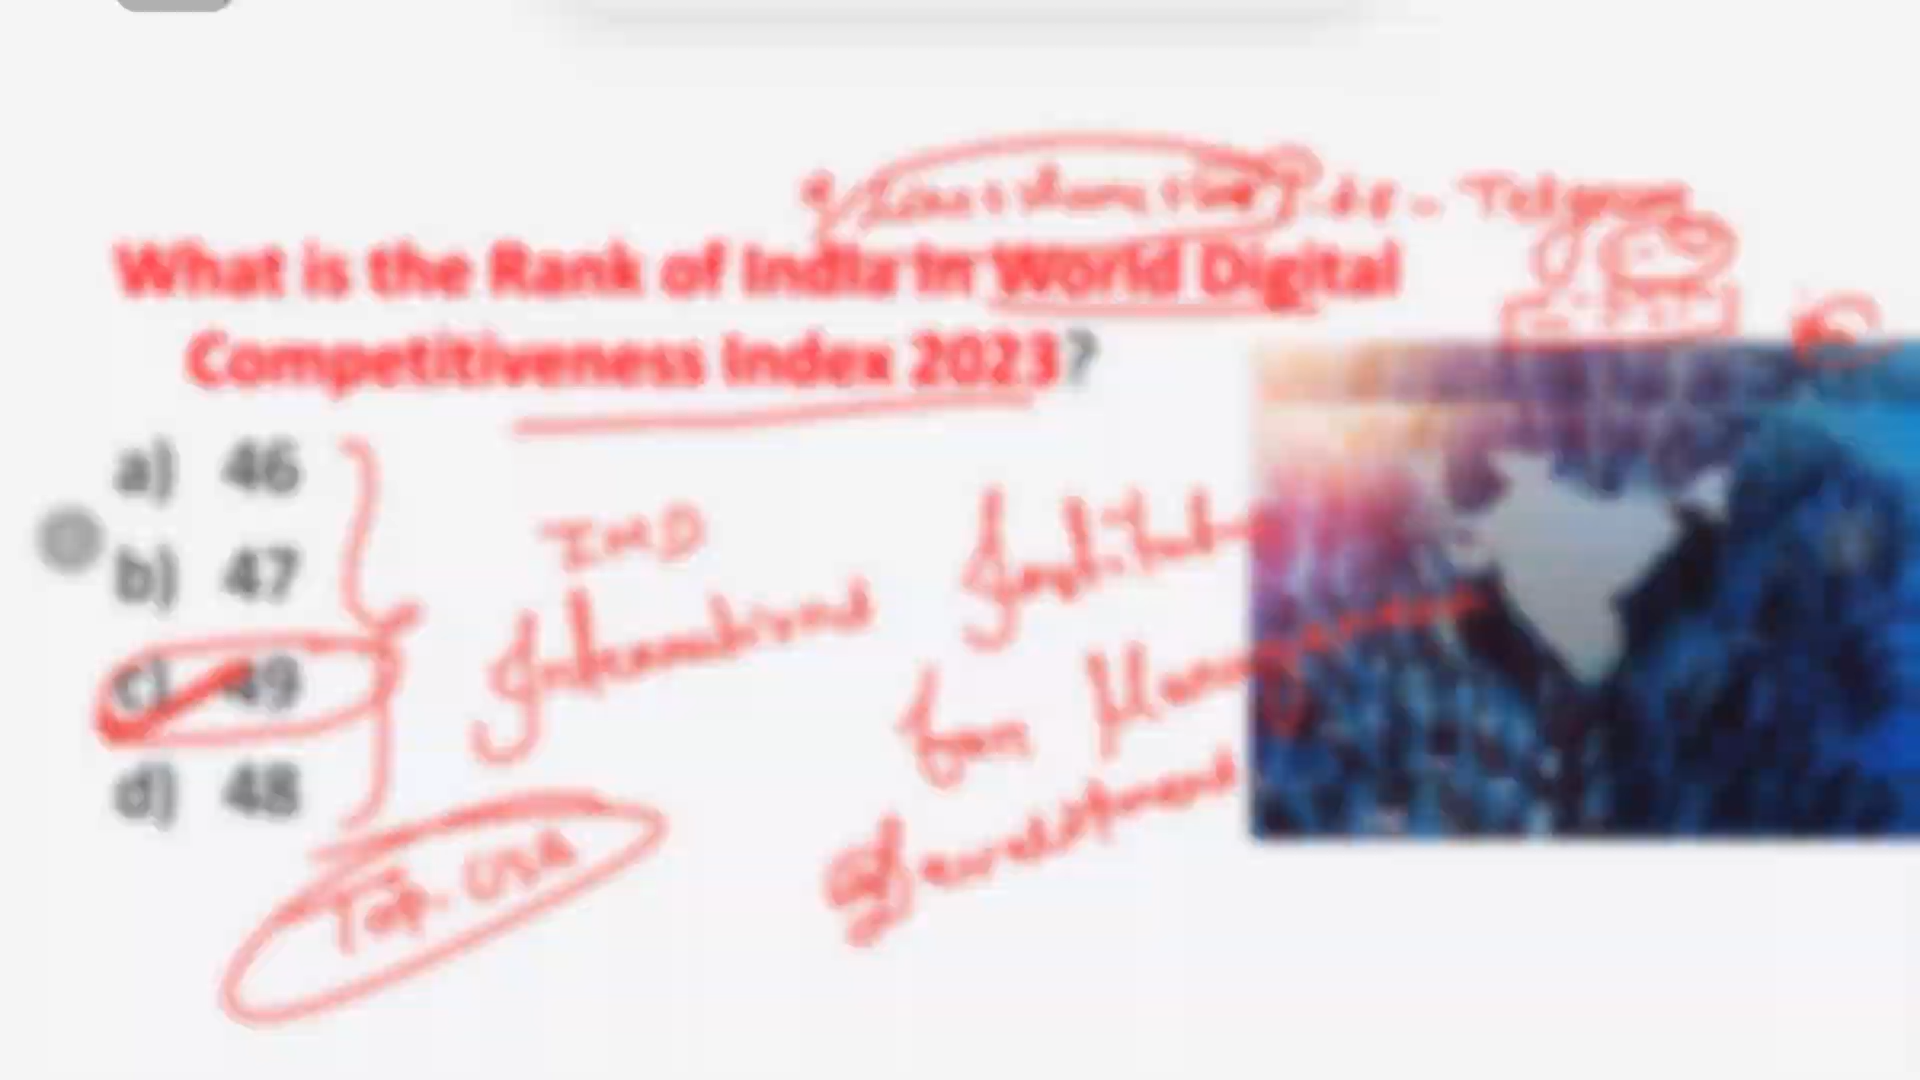 What is the Rank of India in World Digital
Competitiveness Index 2023?
a) 46
b) 47
c) 49
d) 48
IMD
International Institute
for Management
Top - USA